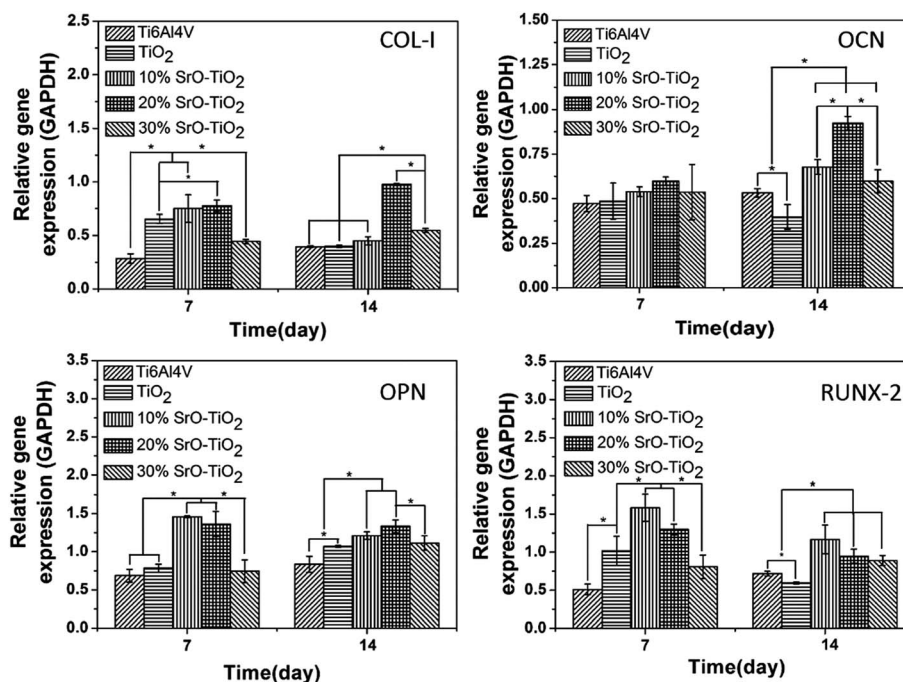 COL-I
Ti6Al4V
TiO2
10% SrO-TiO2
20% SrO-TiO2
30% SrO-TiO2
Relative gene
expression (GAPDH)
2.5
2.0
1.5
1.0
0.5
0.0
* * *
* *
7 14
Time(day)
OCN
Ti6Al4V
TiO2
10% SrO-TiO2
20% SrO-TiO2
30% SrO-TiO2
Relative gene
expression (GAPDH)
1.50
1.25
1.00
0.75
0.50
0.25
0.00
*
* * *
7 14
Time(day)
OPN
Ti6Al4V
TiO2
10% SrO-TiO2
20% SrO-TiO2
30% SrO-TiO2
Relative gene
expression (GAPDH)
3.5
3.0
2.5
2.0
1.5
1.0
0.5
0.0
* *
* * *
7 14
Time(day)
RUNX-2
Ti6Al4V
TiO2
10% SrO-TiO2
20% SrO-TiO2
30% SrO-TiO2
Relative gene
expression (GAPDH)
3.5
3.0
2.5
2.0
1.5
1.0
0.5
0.0
* * *
* *
7 14
Time(day)